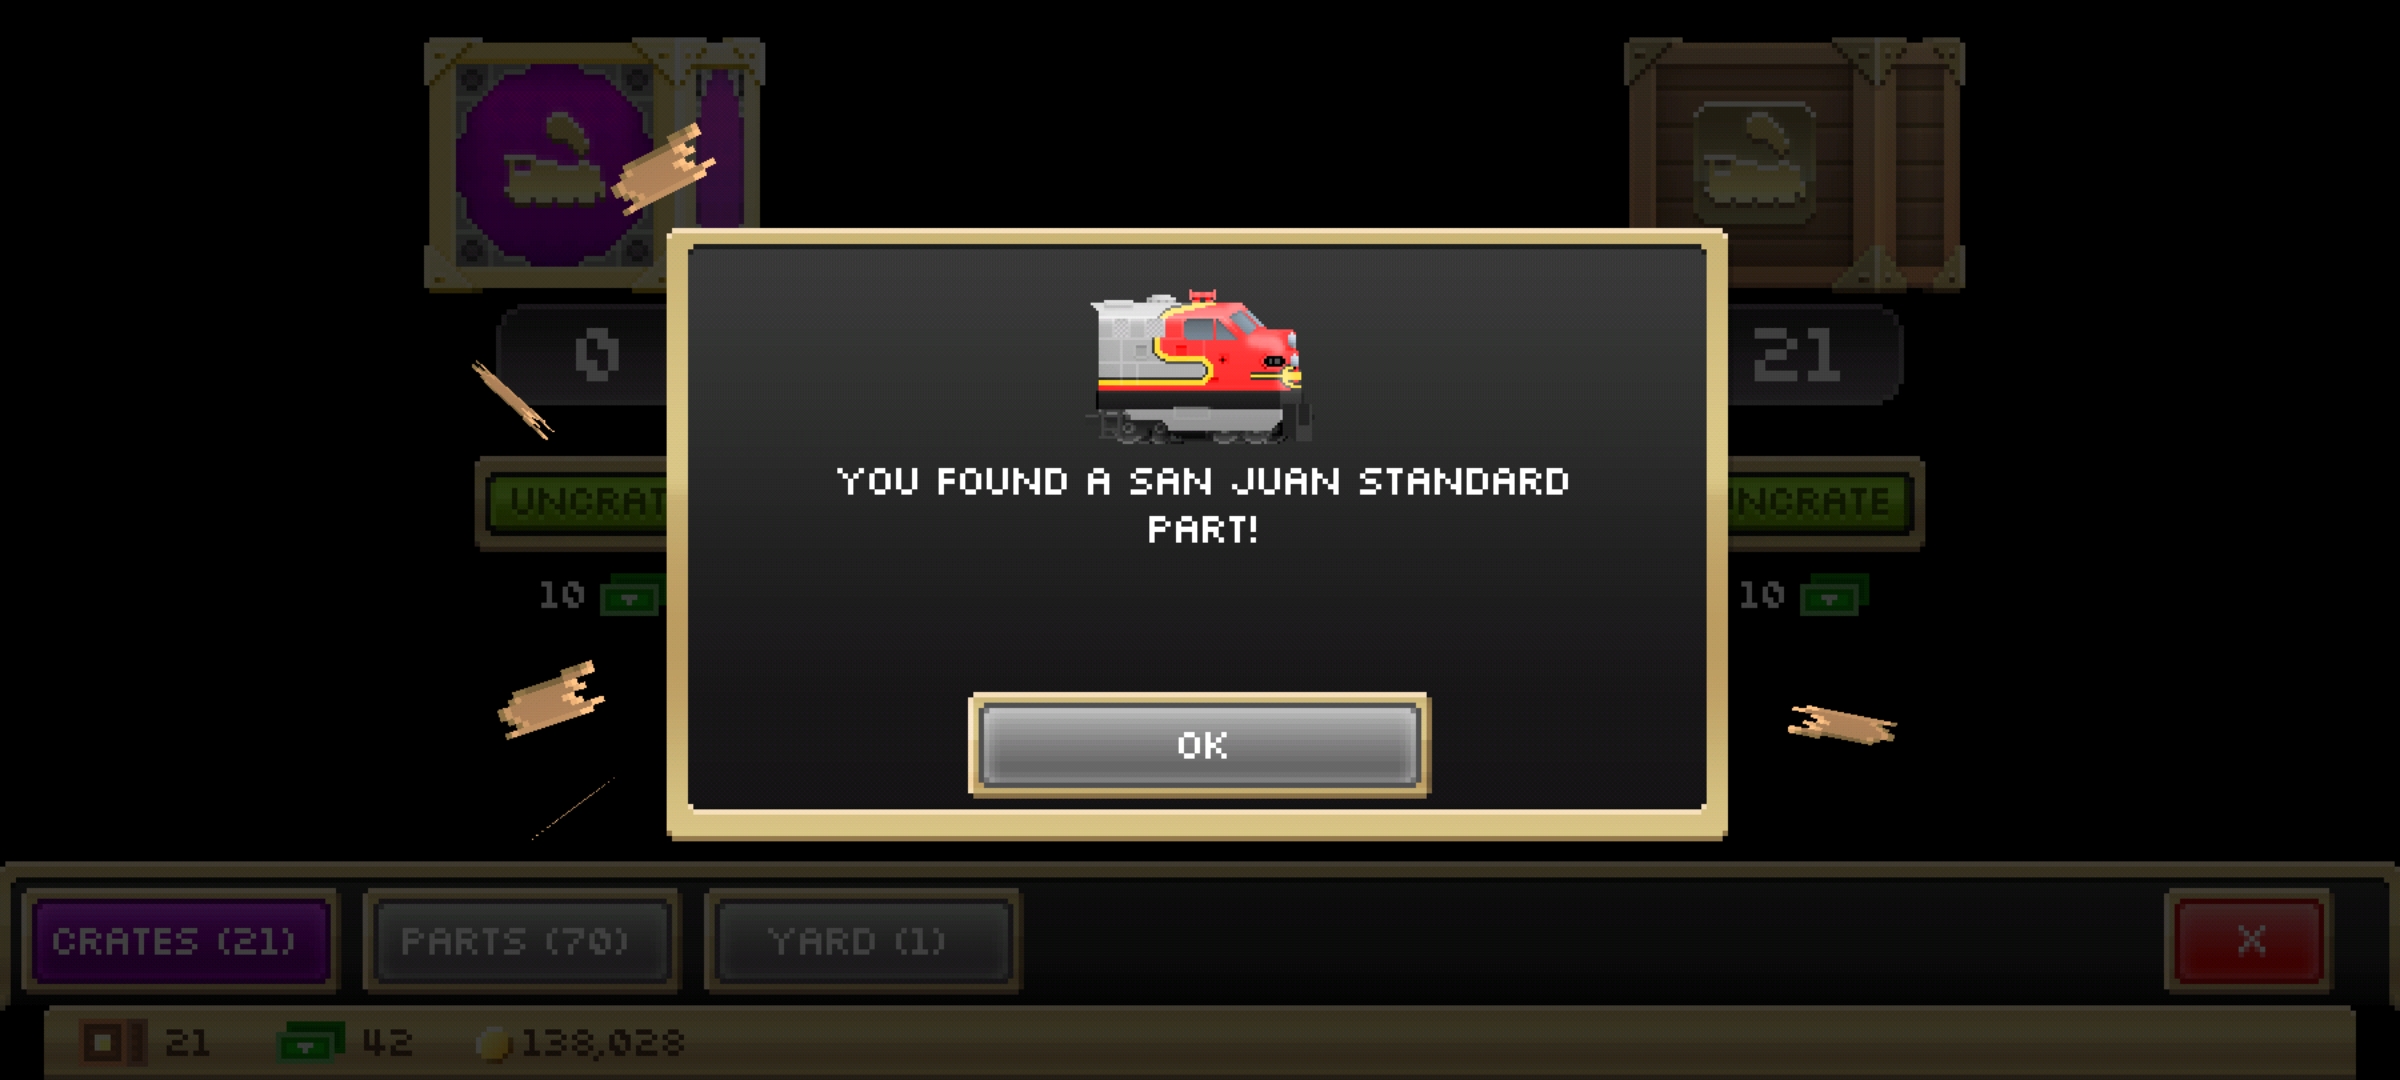 0
21
YOU FOUND A SAN JUAN STANDARD
PART!
UNCRAT
NCRATE
10
10
OK
CRATES (21)
PARTS (70)
YARD (1)
X
21
42
138,028